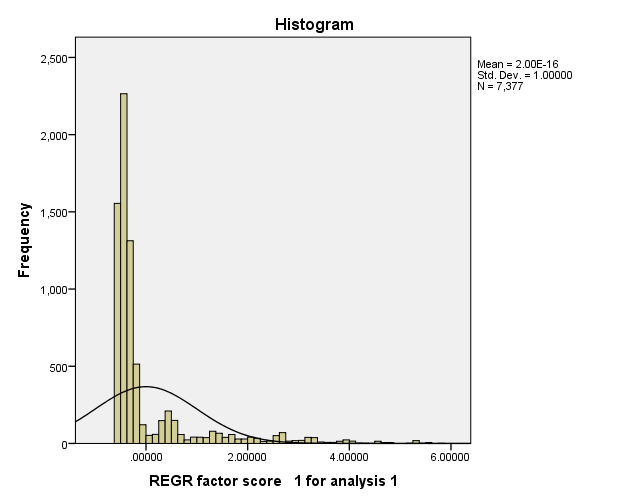 Histogram
Mean = 2.00E-16
Std. Dev. = 1.00000
N = 7,377
2,500
2,000
1,500
1,000
500
0
Frequency
.00000 2.00000 4.00000 6.00000
REGR factor score 1 for analysis 1